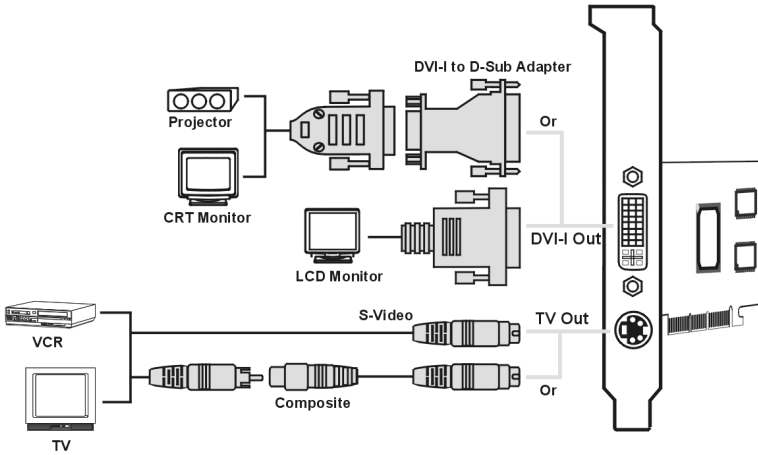 DVI-I to D-Sub Adapter
Projector
Or
CRT Monitor
DVI-I Out
LCD Monitor
S-Video
TV Out
VCR
Composite
Or
TV